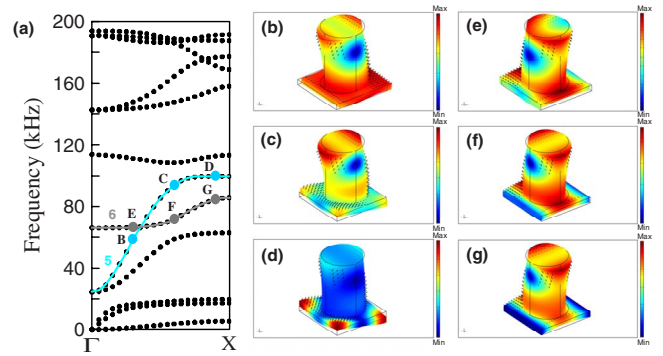 (a)
200
160
120
80
40
0
Frequency (kHz)
Γ
X
5
6
B
C
D
E
F
G
(b)
Max
Min
(c)
Max
Min
(d)
Max
Min
(e)
Max
Min
(f)
Max
Min
(g)
Max
Min